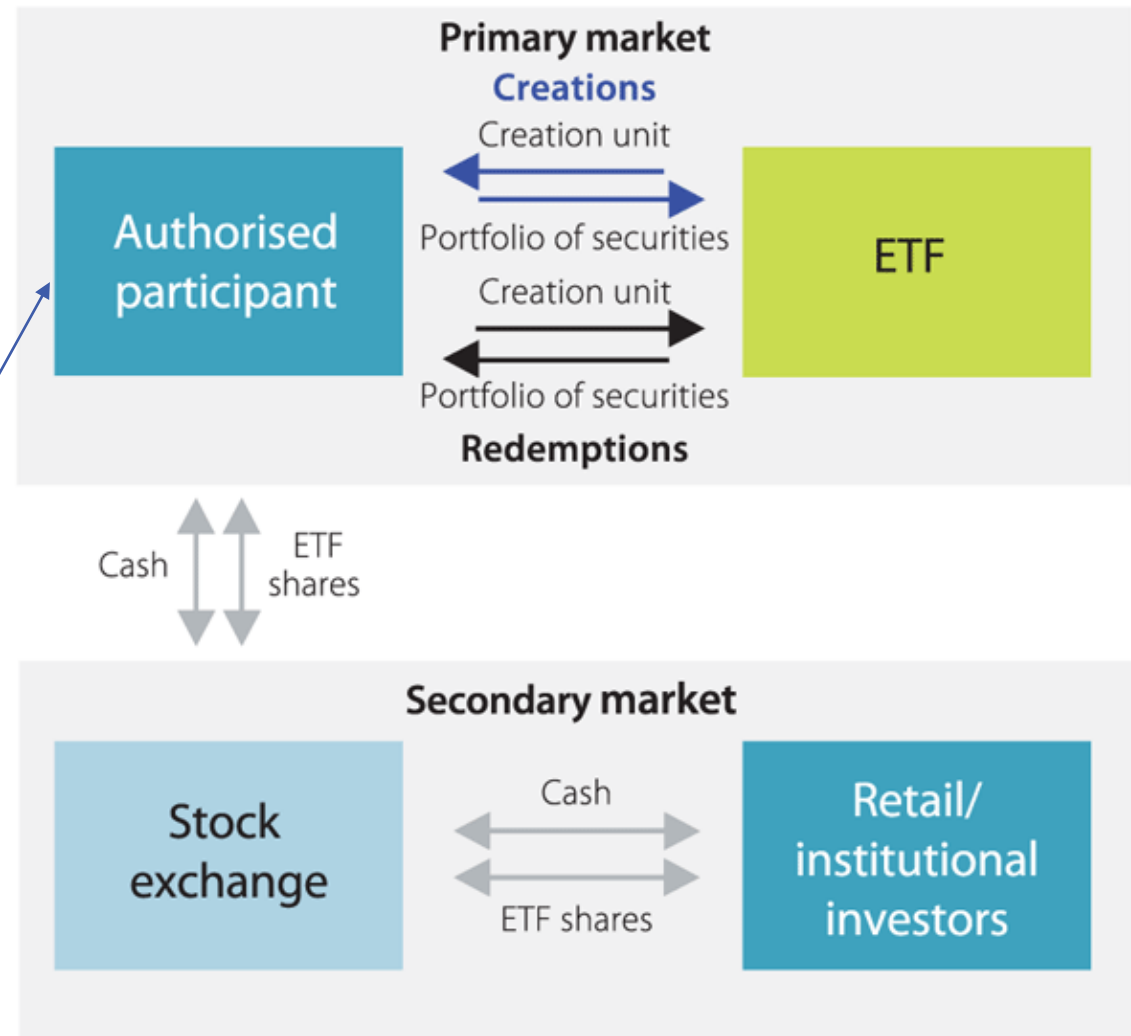 Primary market
Creations
Creation unit
Authorised
participant
Portfolio of securities
ETF
Creation unit
Portfolio of securities
Redemptions
Cash
ETF
shares
Secondary market
Stock
exchange
Cash
ETF shares
Retail/
institutional
investors